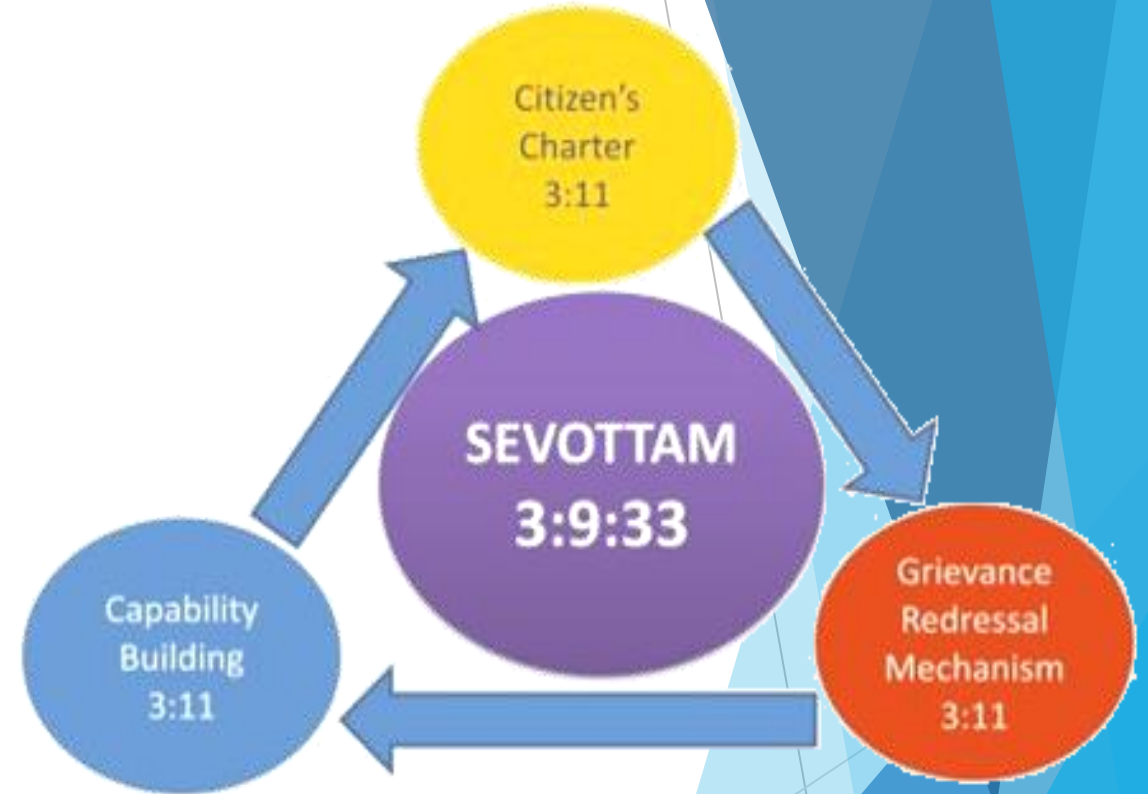 Citizen's
Charter
3:11
SEVOTTAM
3:9:33
Capability
Building
3:11
Grievance
Redressal
Mechanism
3:11